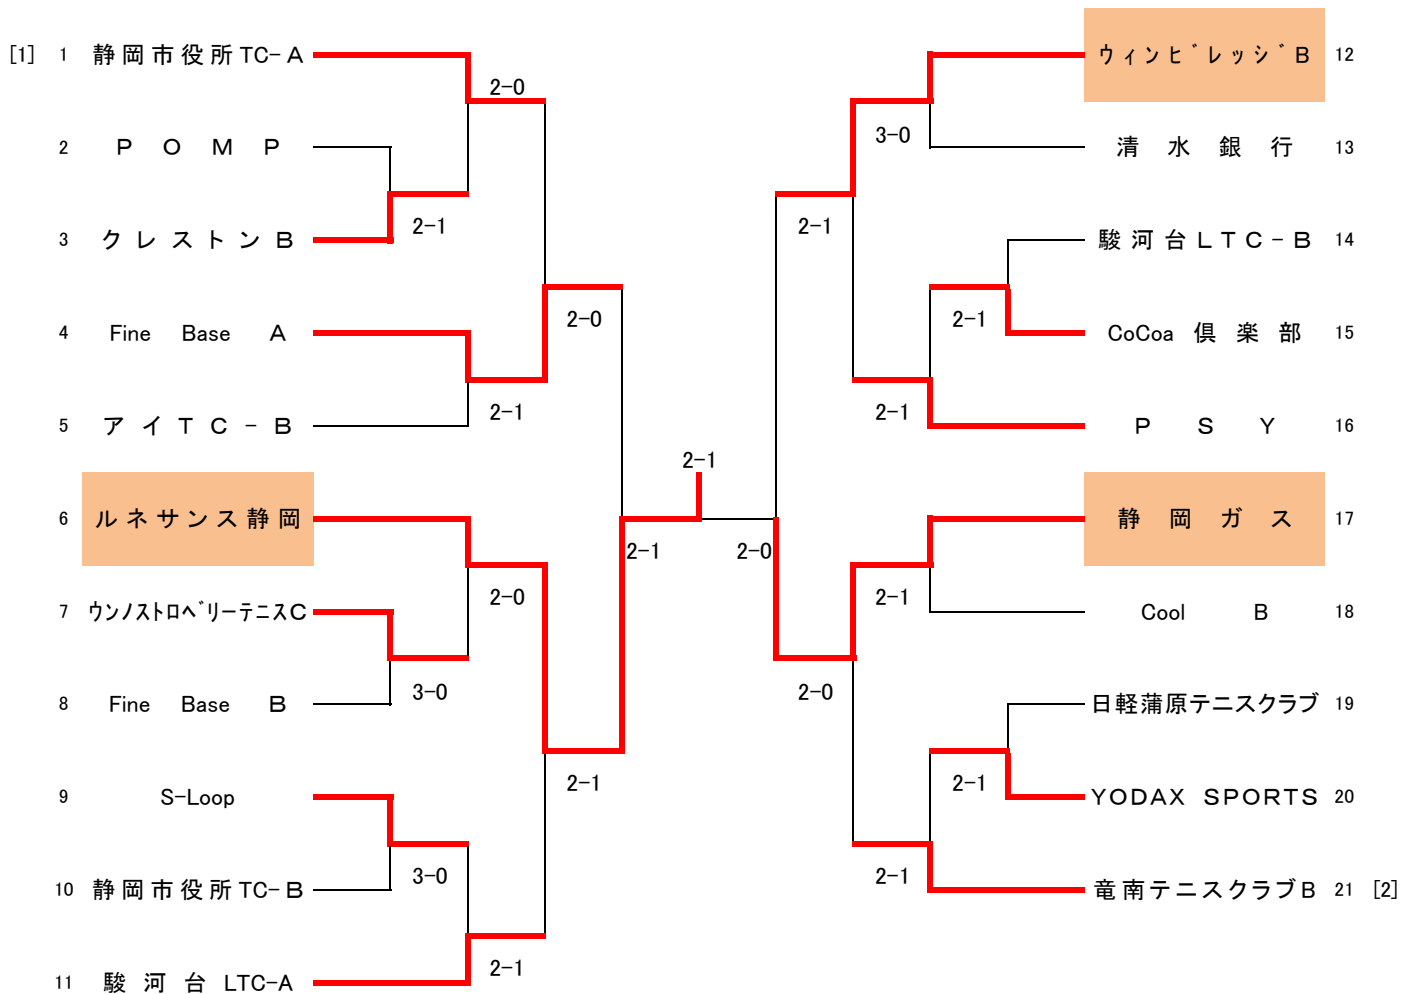 [1] 1 静岡市役所TC-A
2-0
2 POMP
2-1
3 クレストンB
2-0
4 Fine Base A
2-1
5 アイTC-B
6 ルネサンス静岡
2-1
2-0
7 ウンノストロベリーテニスC
3-0
8 Fine Base B
2-1
9 S-Loop
3-0
10 静岡市役所TC-B
2-1
11 駿河台LTC-A
2-1
ウィンビレッジB 12
3-0
清水銀行 13
2-1
駿河台LTC-B 14
2-1
CoCoa 倶楽部 15
2-1
PSY 16
2-0
静岡ガス 17
2-1
Cool B 18
2-0
日軽蒲原テニスクラブ 19
2-1
YODAX SPORTS 20
2-1
竜南テニスクラブB 21 [2]